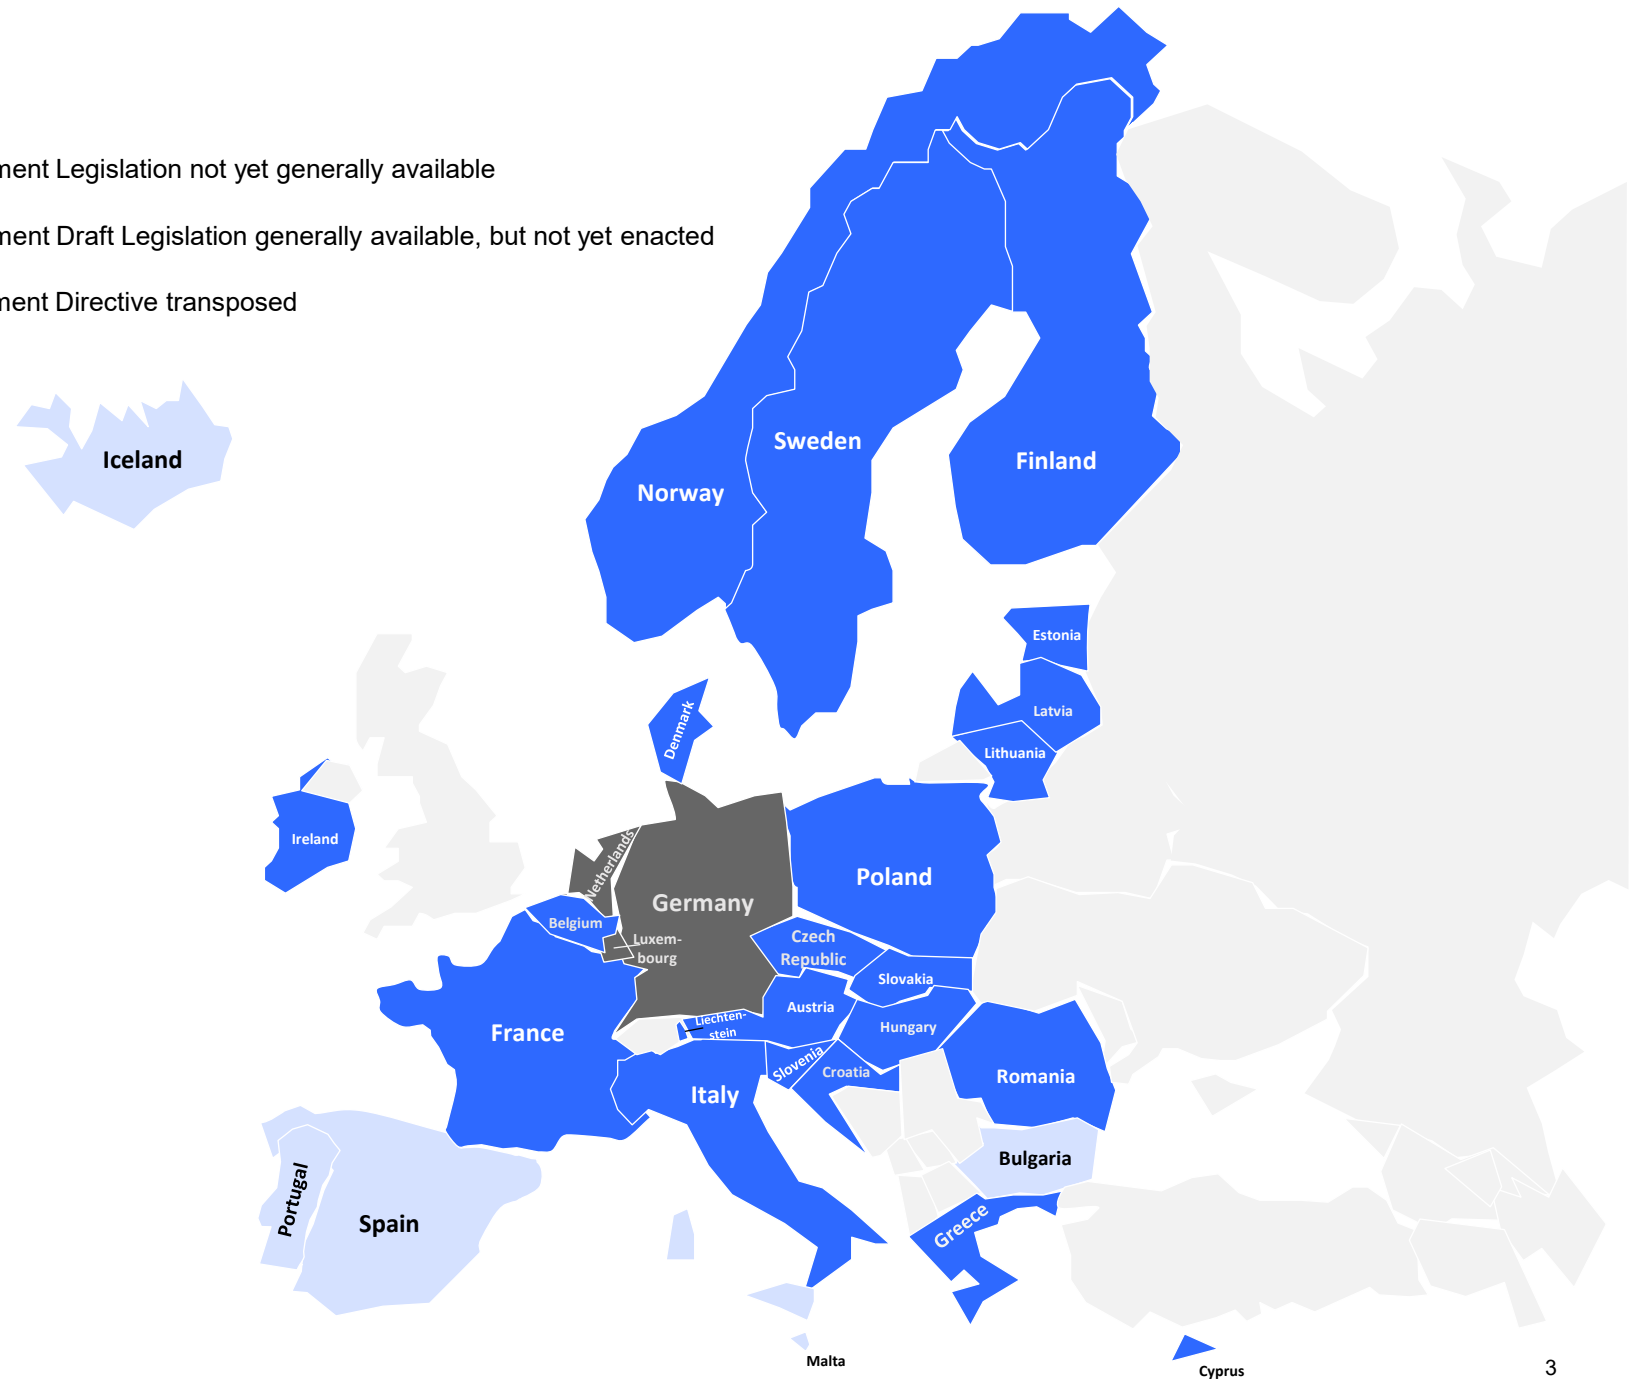 ment Legislation not yet generally available
ment Draft Legislation generally available, but not yet enacted
ment Directive transposed
Iceland
Sweden
Finland
Norway
Estonia
Latvia
Denmark
Lithuania
Ireland
Netherlands
Poland
Germany
Belgium
Luxem-
bourg
Czech
Republic
Slovakia
Austria
Liechten-
stein
Hungary
France
Slovenia
Croatia
Romania
Italy
Bulgaria
Portugal
Spain
Greece
Malta
Cyprus
3